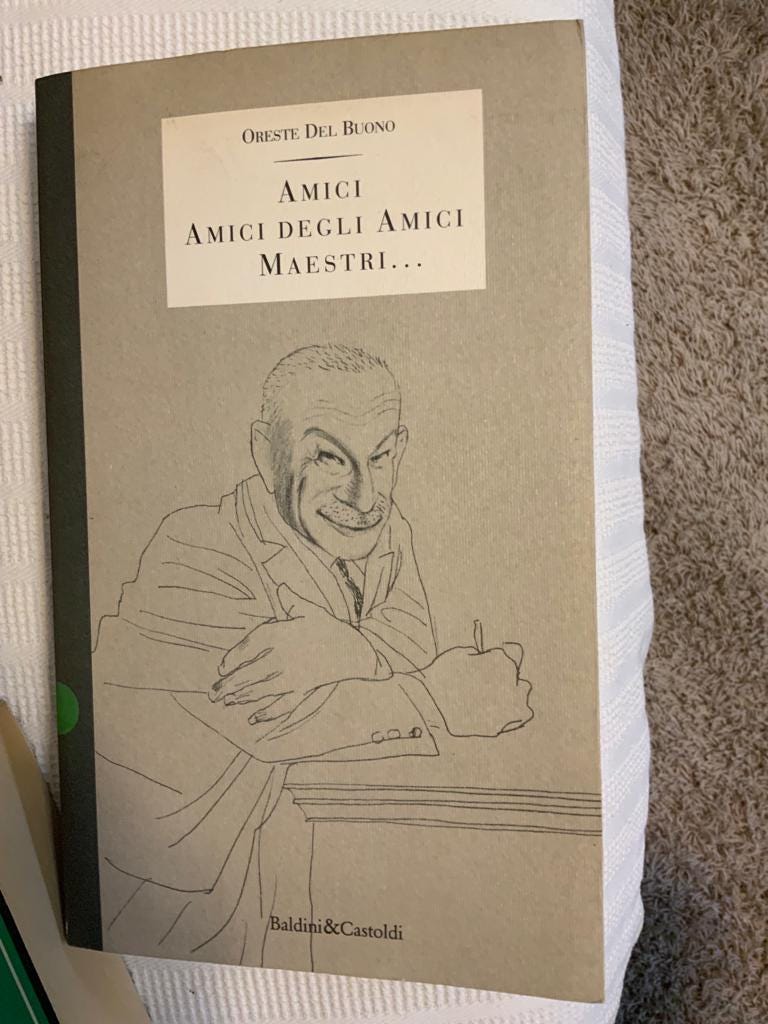 Oreste Del Buono
Amici
Amici degli Amici
Maestri...
Baldini&Castoldi